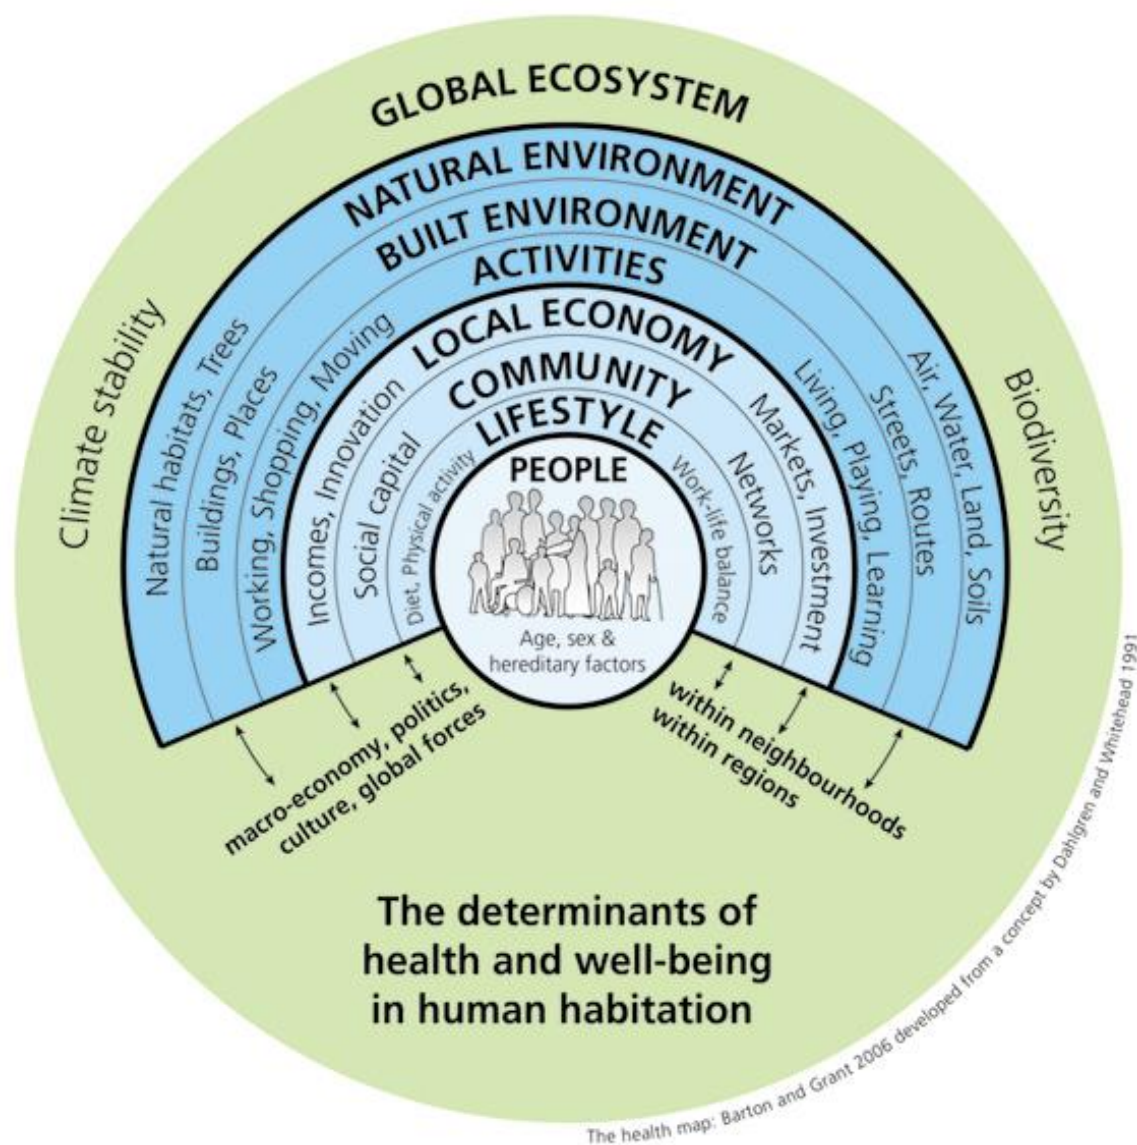 GLOBAL ECOSYSTEM
NATURAL ENVIRONMENT
BUILT ENVIRONMENT
ACTIVITIES
LOCAL ECONOMY
COMMUNITY
LIFESTYLE
PEOPLE
Age, sex &
hereditary factors
Climate stability
Natural habitats, Trees
Buildings, Places
Working, Shopping, Moving
Incomes, Innovation
Social capital
Diet, Physical activity
Work-life balance
Networks
Markets, Investment
Living, Playing, Learning
Streets, Routes
Air, Water, Land, Soils
Biodiversity
macro-economy, politics,
culture, global forces
within neighbourhoods
within regions
The determinants of
health and well-being
in human habitation
The health map: Barton and Grant 2006 developed from a concept by Dahlgren and Whitehead 1991